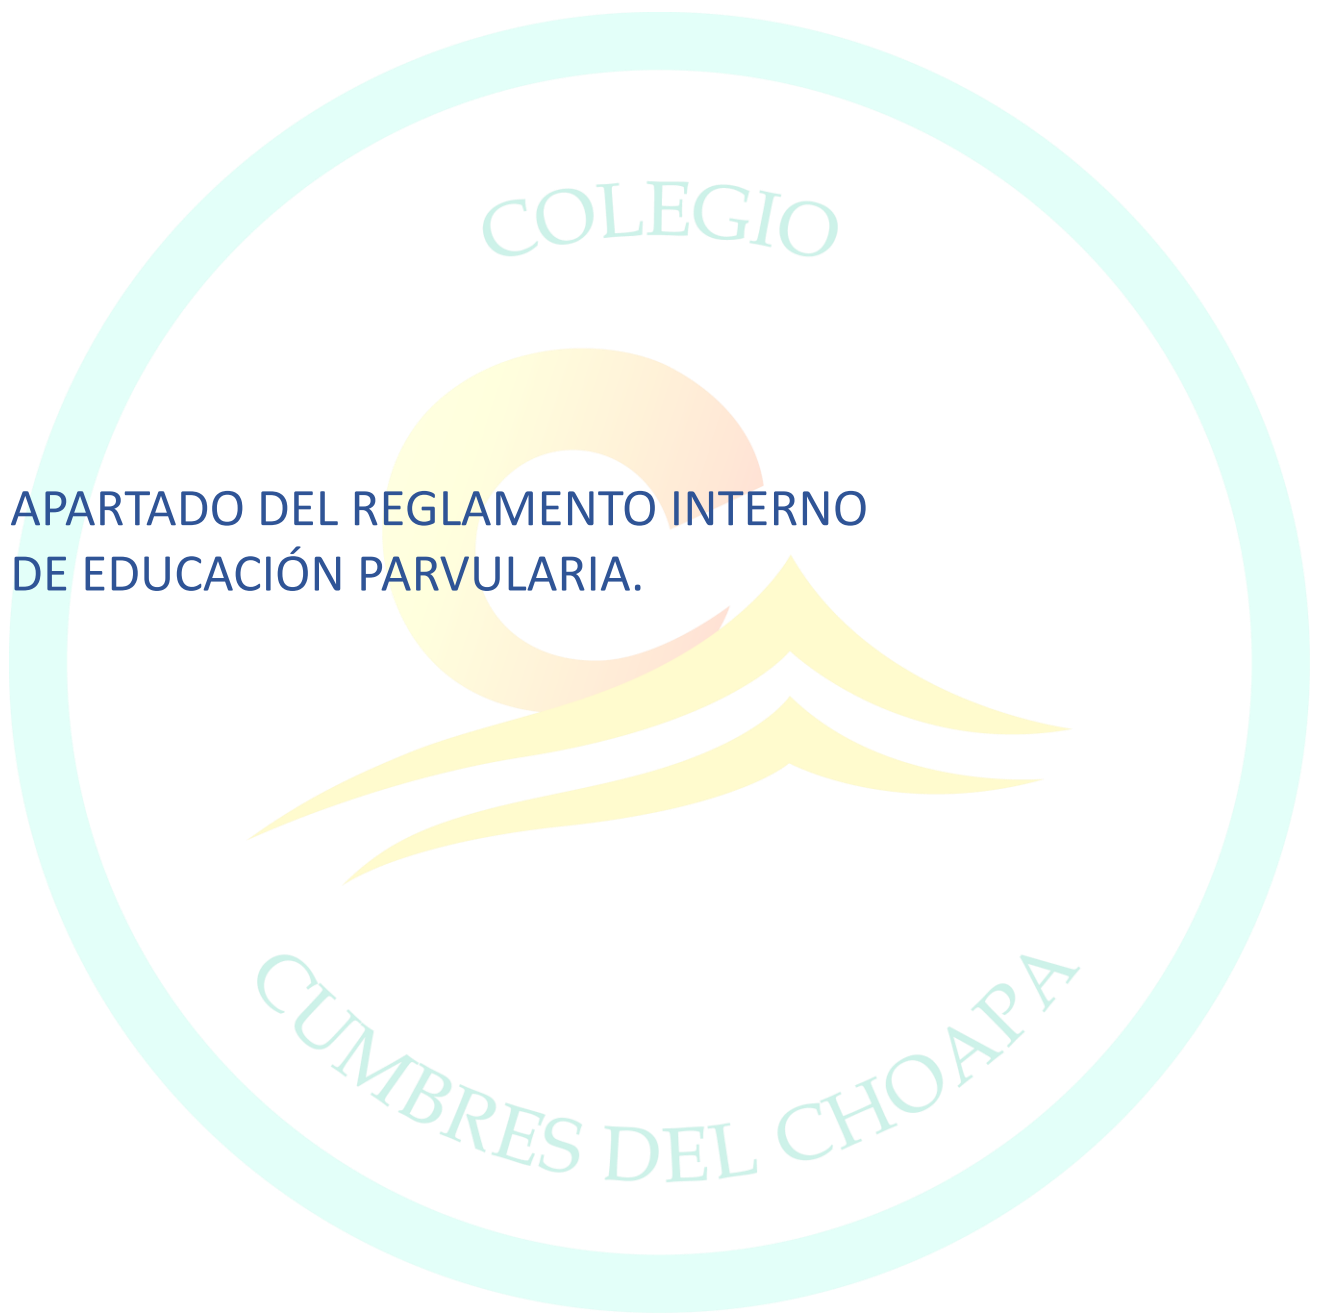 COLEGIO
APARTADO DEL REGLAMENTO INTERNO
DE EDUCACIÓN PARVULARIA.
CUMBRES DEL CHOAPA